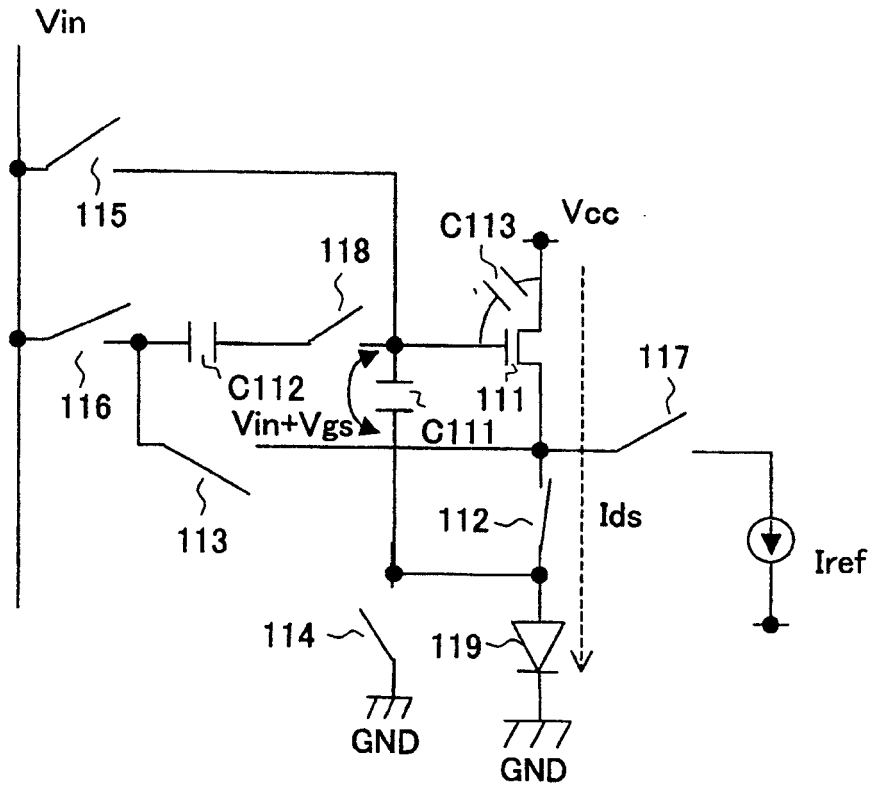 Vin
115
C113
Vcc
118
116
C112
111
117
Vin+Vgs
C111
113
112
Ids
Iref
114
119
GND
GND